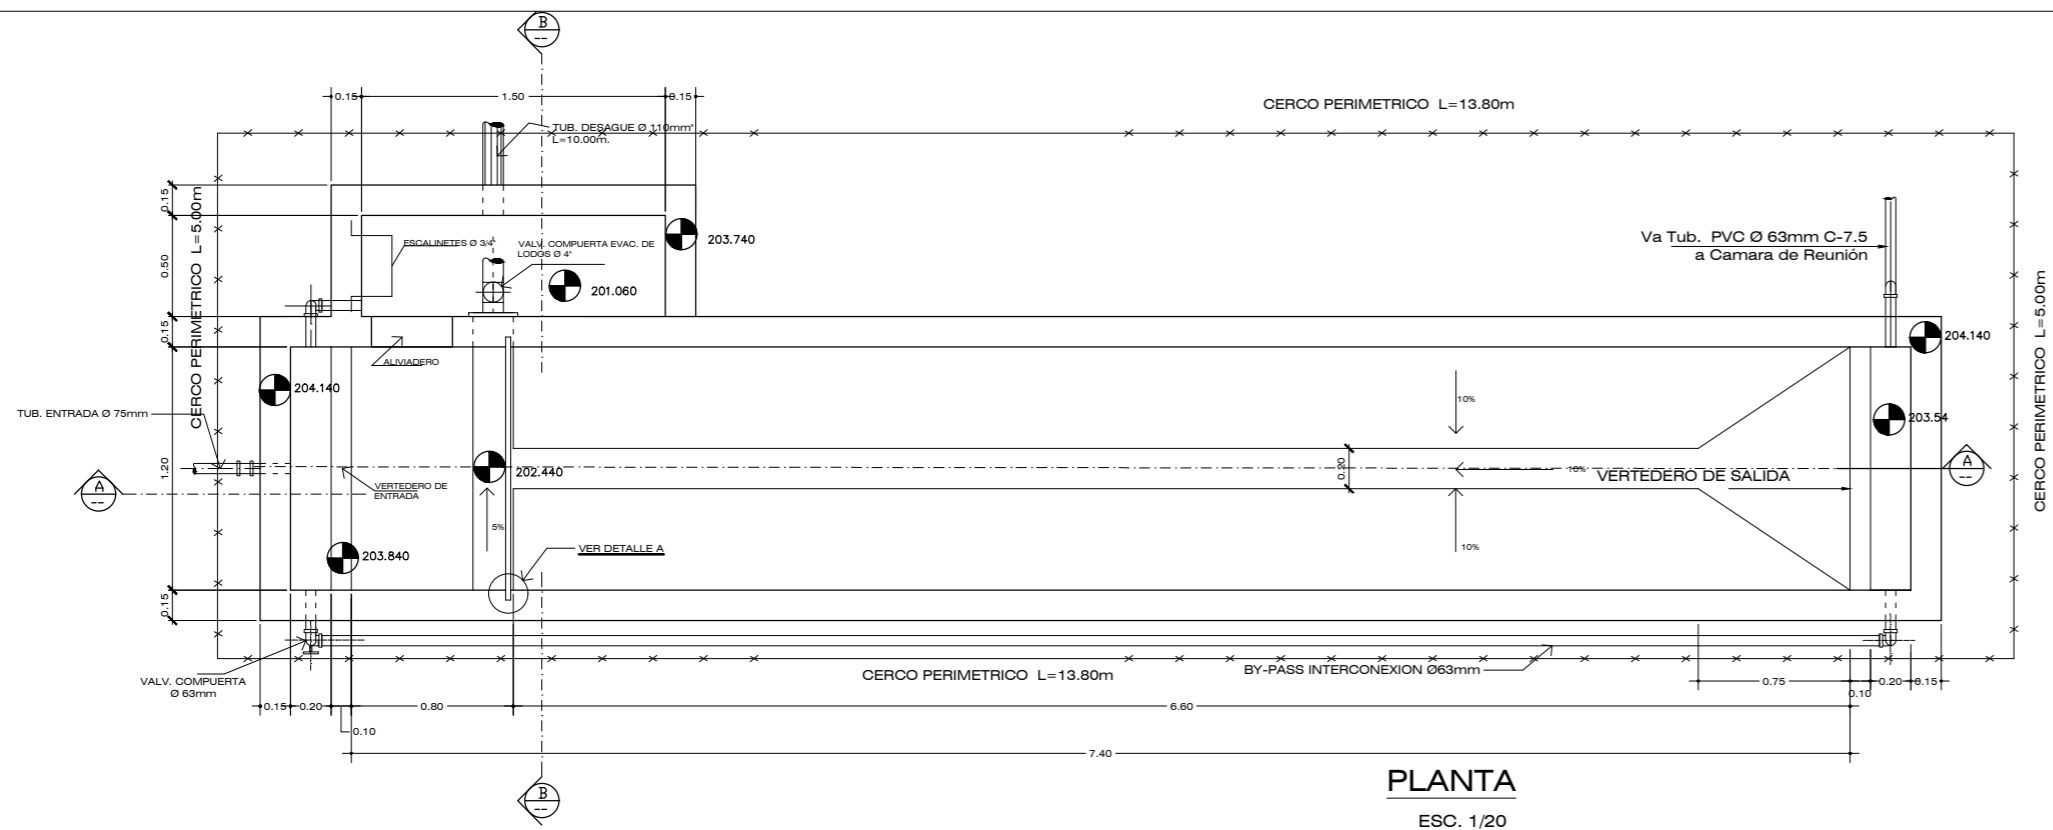 B
--
0.15
1.50
0.15
CERCO PERIMETRICO L=13.80m
TUB. DESAGUE Ø 110mm"
L=10.00m.
0.15
CERCO PERIMETRICO L=5.00m
203.740
ESCALINETES Ø 3/4"
VALV. COMPUERTA EVAC. DE
LODOS Ø 4"
Va Tub. PVC Ø 63mm C-7.5
a Camara de Reunión
0.50
201.060
CERCO PERIMETRICO L=5.00m
0.15
204.140
ALIVIADERO
204.140
10%
TUB. ENTRADA Ø 75mm
203.54
1.20
202.440
0.20
10%
VERTEDERO DE SALIDA
A
--
A
--
VERTEDERO DE
ENTRADA
5%
203.840
VER DETALLE A
10%
0.15
VALV. COMPUERTA
Ø 63mm
CERCO PERIMETRICO L=13.80m
BY-PASS INTERCONEXION Ø63mm
0.75
0.10
0.20
0.15
0.15
0.20
0.80
6.60
0.10
7.40
B
--
PLANTA
ESC. 1/20